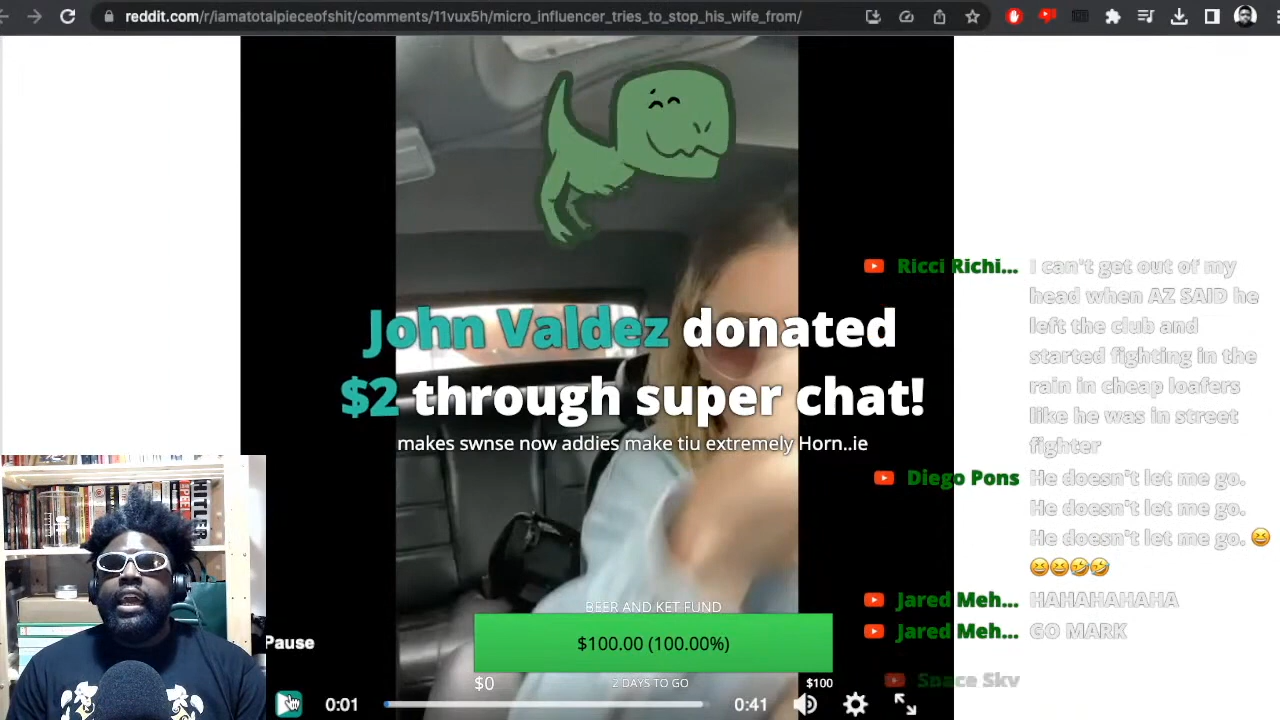 reddit.com/r/iamatotalpieceofshit/comments/11vux5h/micro_influencer_tries_to_stop_his_wife_from/
John Valdez donated
$2 through super chat!
makes swnse now addies make tiu extremely Horn..ie
Ricci Richi... I can't get out of my
head when AZ SAID he
left the club and
started fighting in the
rain in cheap loafers
like he was in street
fighter
Diego Pons He doesn't let me go.
He doesn't let me go.
He doesn't let me go. 😆
😆😆🤣🤣
Jared Meh... HAHAHAHAHA
Jared Meh... GO MARK
Space Sky
HITLER
SPEER
BEER AND KET FUND
$100.00 (100.00%)
$0 2 DAYS TO GO $100
Pause
0:01 0:41